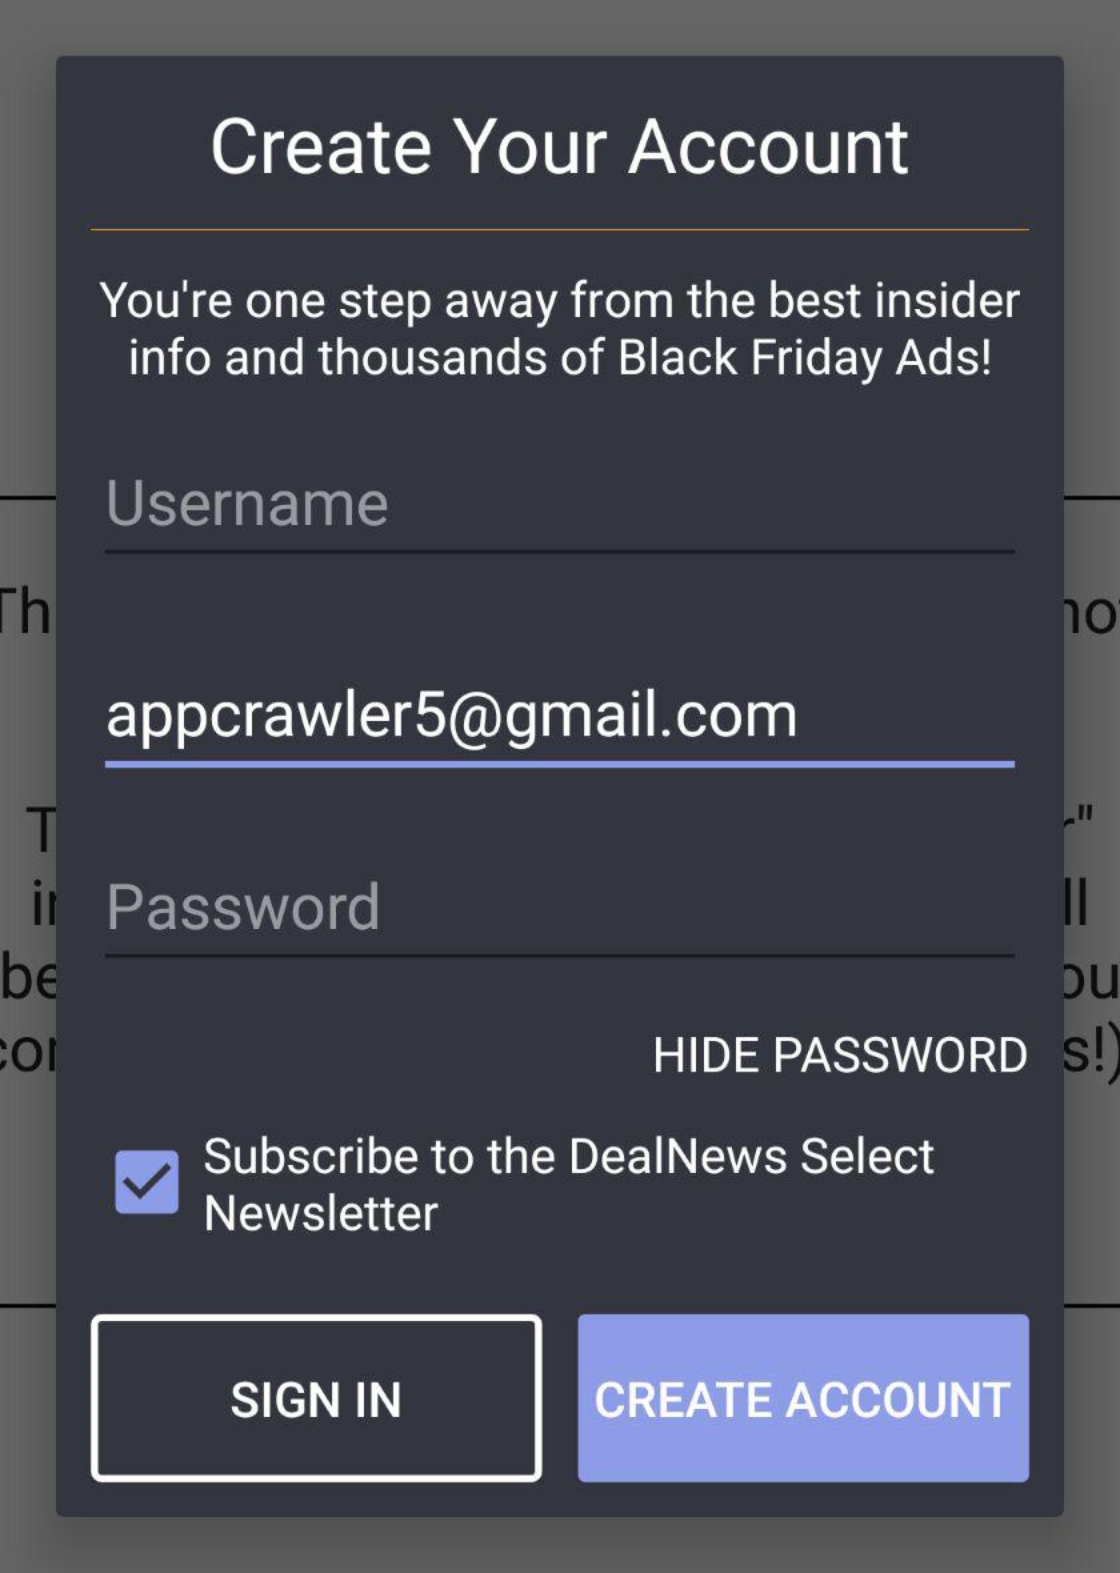 Create Your Account
You're one step away from the best insider
info and thousands of Black Friday Ads!
Username
appcrawler5@gmail.com
Password
HIDE PASSWORD
Subscribe to the DealNews Select
Newsletter
SIGN IN
CREATE ACCOUNT